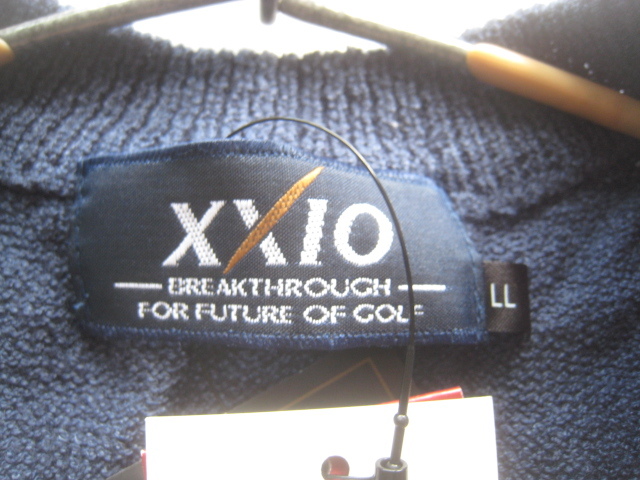 XXIO
BREAKTHROUGH
FOR FUTURE OF GOLF
LL